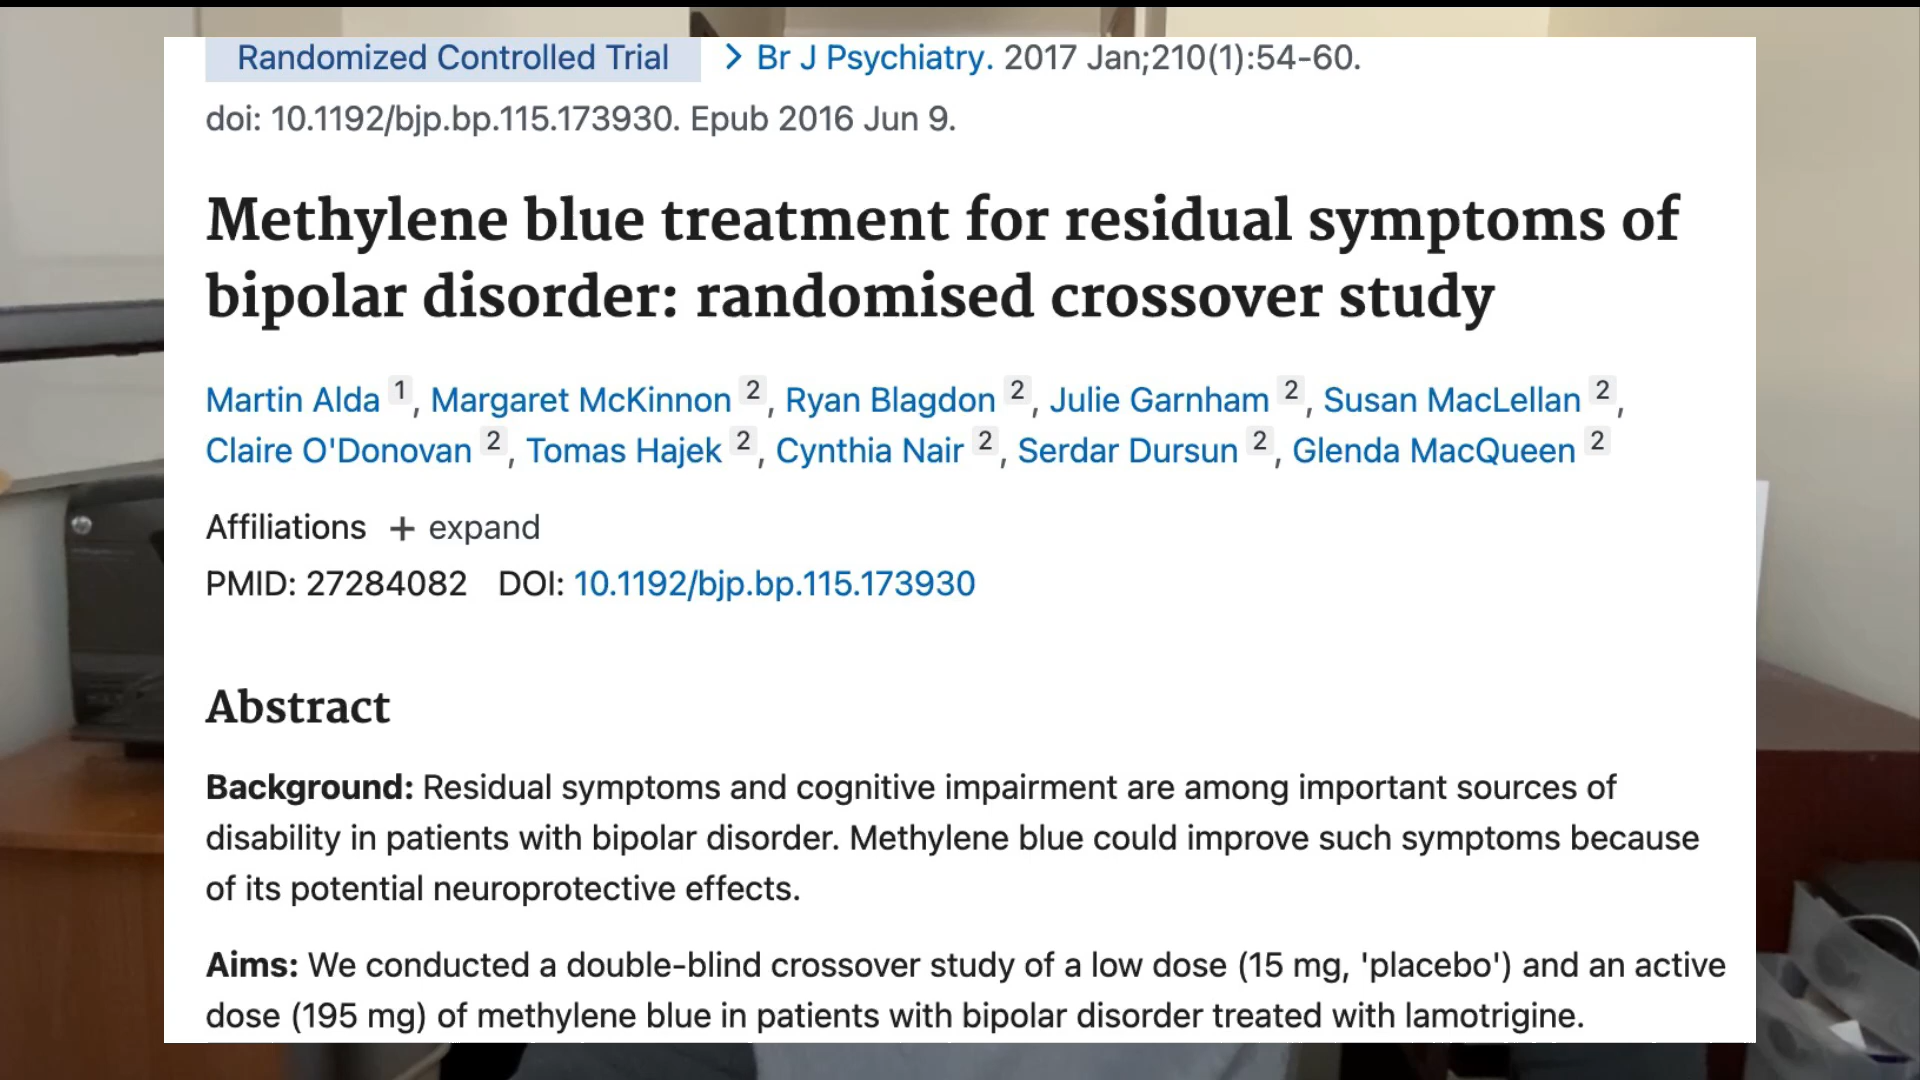 Randomized Controlled Trial > Br J Psychiatry. 2017 Jan;210(1):54-60.
doi: 10.1192/bjp.bp.115.173930. Epub 2016 Jun 9.
Methylene blue treatment for residual symptoms of
bipolar disorder: randomised crossover study
Martin Alda 1, Margaret McKinnon 2, Ryan Blagdon 2, Julie Garnham 2, Susan MacLellan 2,
Claire O'Donovan 2, Tomas Hajek 2, Cynthia Nair 2, Serdar Dursun 2, Glenda MacQueen 2
Affiliations + expand
PMID: 27284082 DOI: 10.1192/bjp.bp.115.173930
Abstract
Background: Residual symptoms and cognitive impairment are among important sources of
disability in patients with bipolar disorder. Methylene blue could improve such symptoms because
of its potential neuroprotective effects.
Aims: We conducted a double-blind crossover study of a low dose (15 mg, 'placebo') and an active
dose (195 mg) of methylene blue in patients with bipolar disorder treated with lamotrigine.